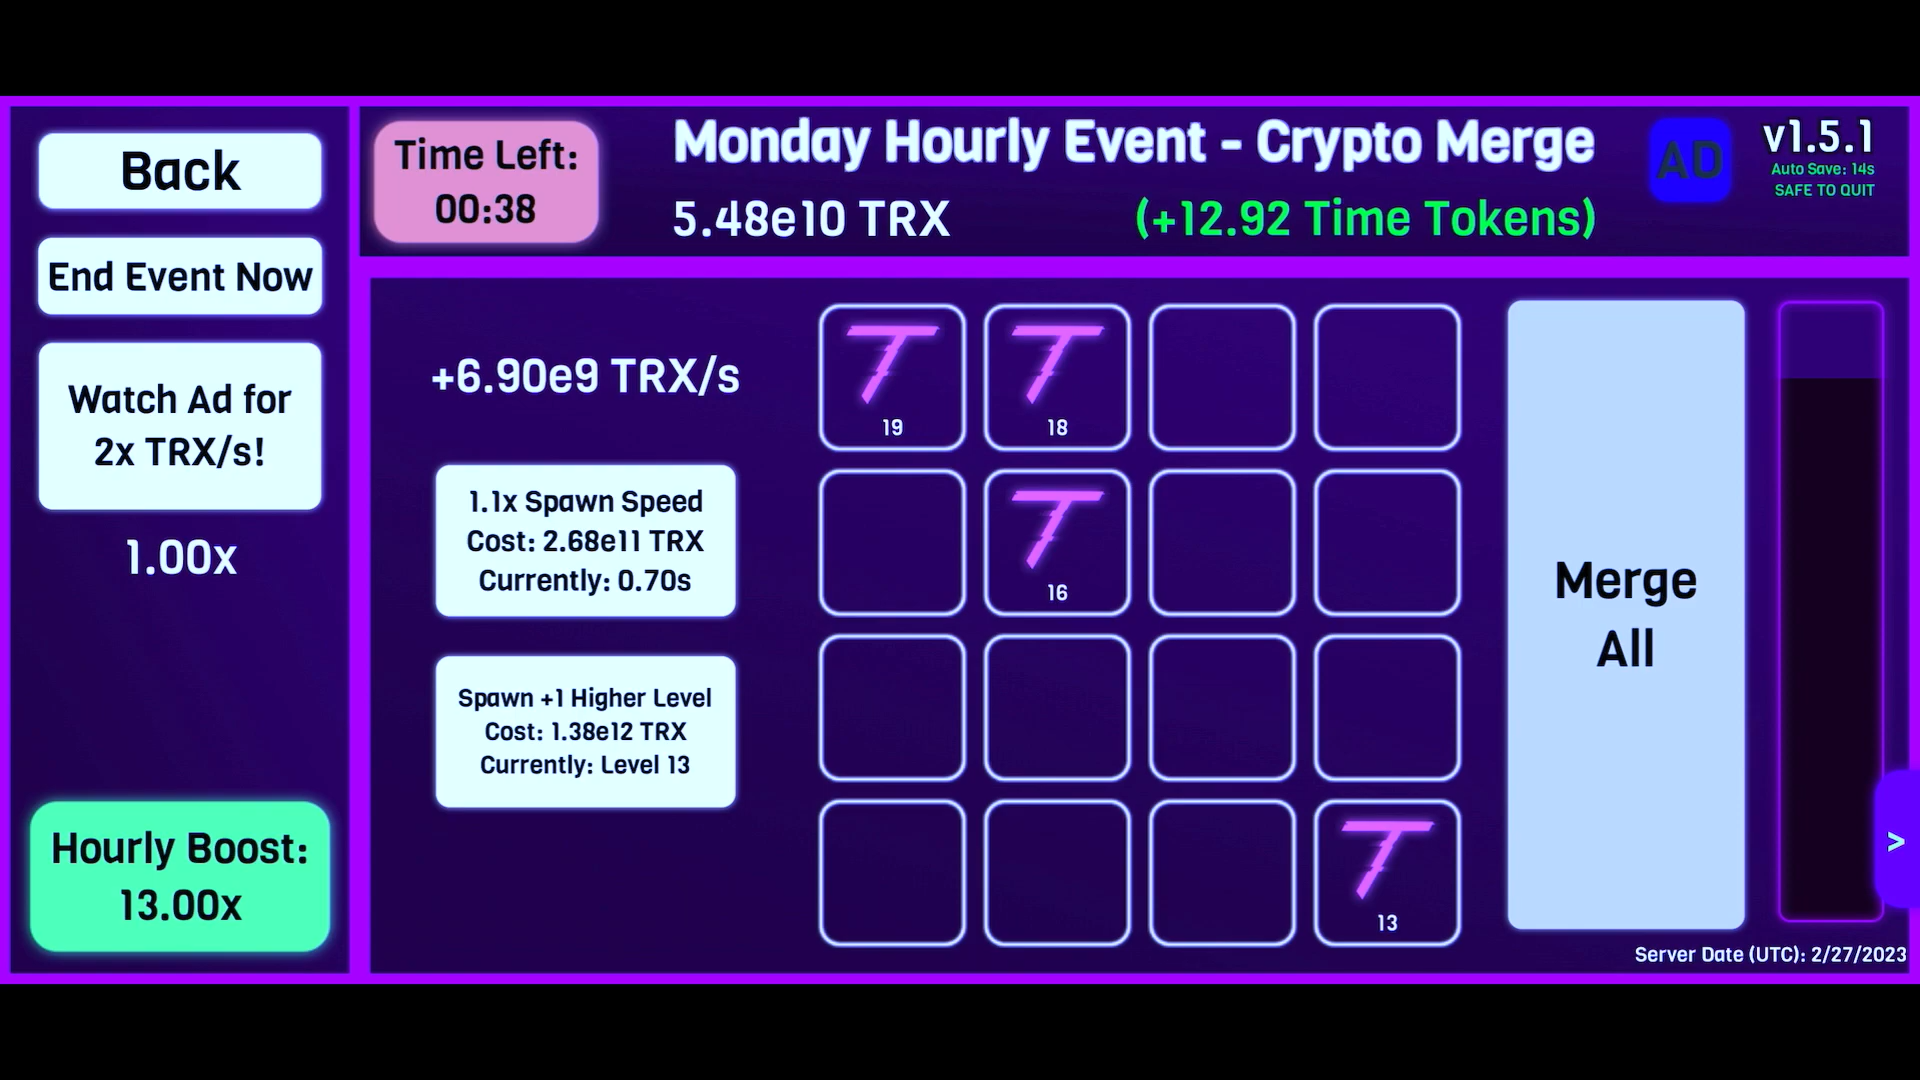 Back
End Event Now
Watch Ad for
2x TRX/s!
1.00x
Hourly Boost:
13.00x
Time Left:
00:38
Monday Hourly Event - Crypto Merge
5.48e10 TRX
(+12.92 Time Tokens)
AD
v1.5.1
Auto Save: 14s
SAFE TO QUIT
+6.90e9 TRX/s
1.1x Spawn Speed
Cost: 2.68e11 TRX
Currently: 0.70s
Spawn +1 Higher Level
Cost: 1.38e12 TRX
Currently: Level 13
19
18
16
13
Merge
All
>
Server Date (UTC): 2/27/2023